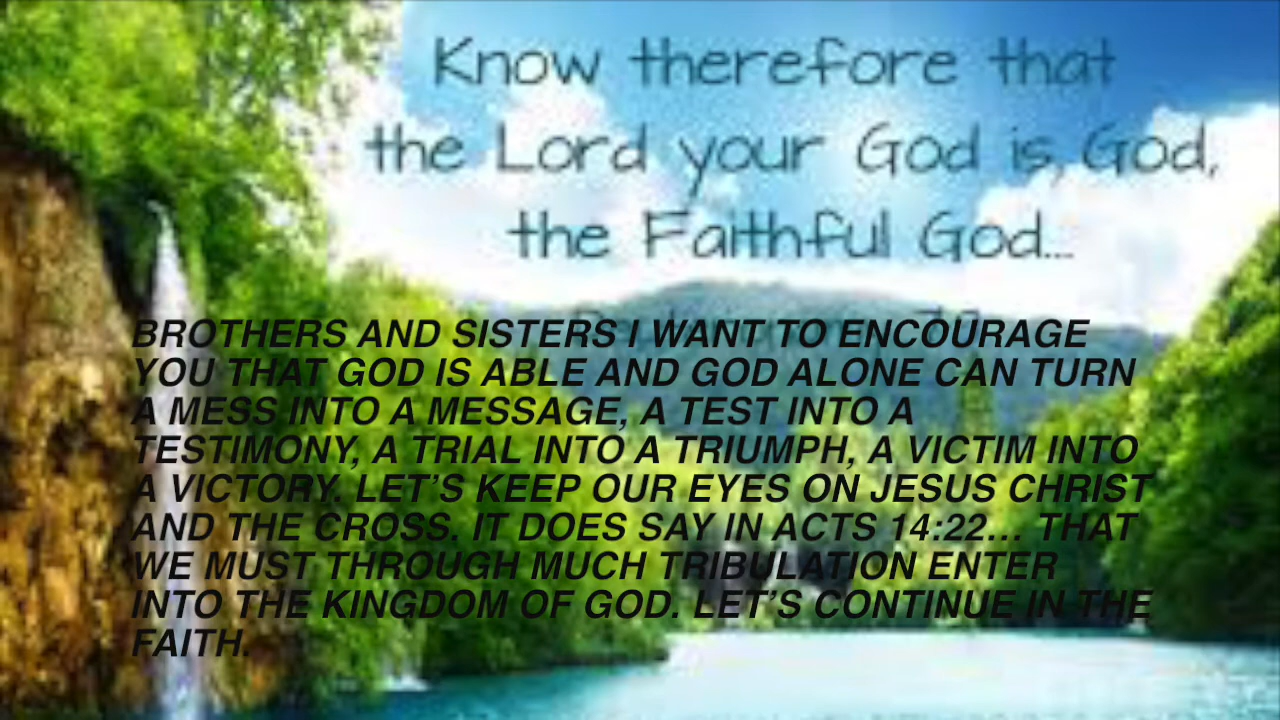 Know therefore that
the Lord your God is God,
the Faithful God...
BROTHERS AND SISTERS I WANT TO ENCOURAGE
YOU THAT GOD IS ABLE AND GOD ALONE CAN TURN
A MESS INTO A MESSAGE, A TEST INTO A
TESTIMONY, A TRIAL INTO A TRIUMPH, A VICTIM INTO
A VICTORY. LET’S KEEP OUR EYES ON JESUS CHRIST
AND THE CROSS. IT DOES SAY IN ACTS 14:22… THAT
WE MUST THROUGH MUCH TRIBULATION ENTER
INTO THE KINGDOM OF GOD. LET’S CONTINUE IN THE
FAITH.